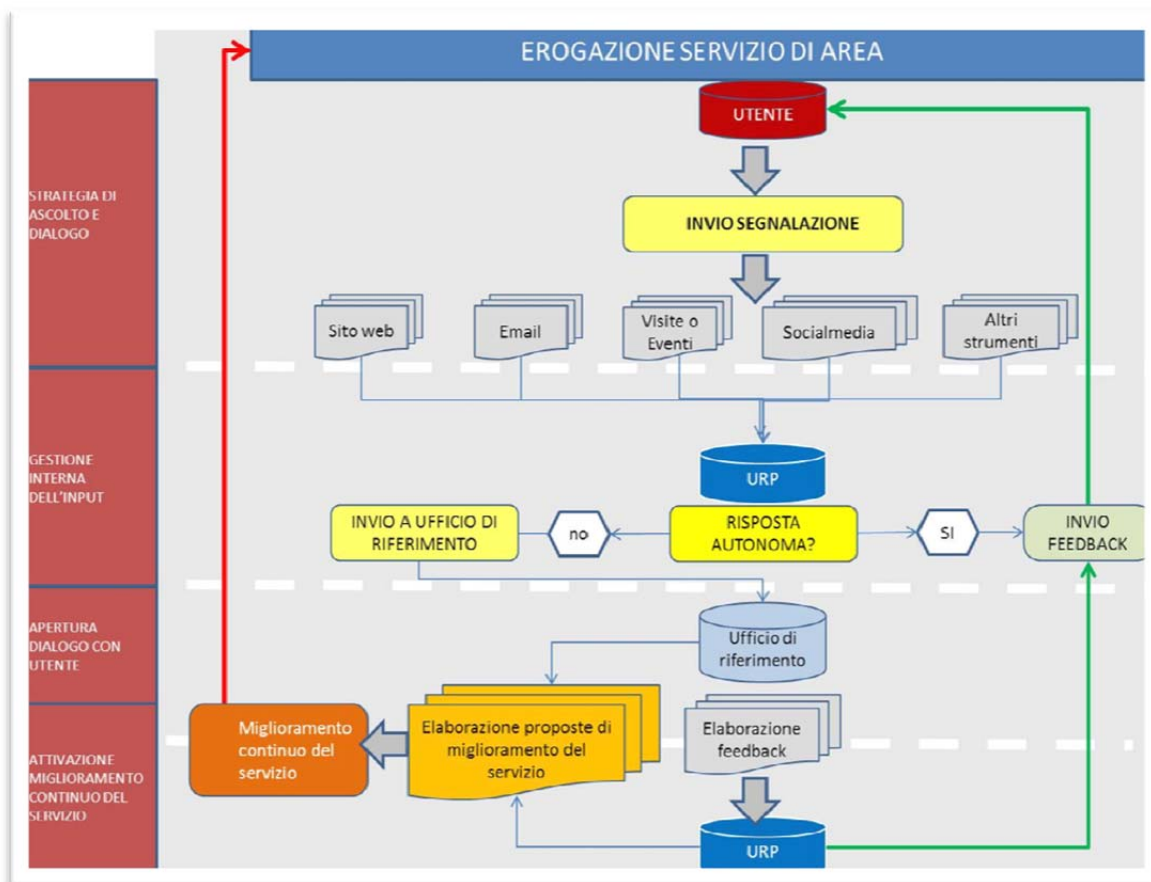 EROGAZIONE SERVIZIO DI AREA
UTENTE
STRATEGIA DI
ASCOLTO E
DIALOGO
INVIO SEGNALAZIONE
Sito web
Email
Visite o
Eventi
Socialmedia
Altri
strumenti
GESTIONE
INTERNA
DELL'INPUT
URP
INVIO A UFFICIO DI
RIFERIMENTO
no
RISPOSTA
AUTONOMA?
SI
INVIO
FEEDBACK
APERTURA
DIALOGO CON
UTENTE
Ufficio di
riferimento
ATTIVAZIONE
MIGLIORAMENTO
CONTINUO DEL
SERVIZIO
Miglioramento
continuo del
servizio
Elaborazione proposte di
miglioramento del
servizio
Elaborazione
feedback
URP